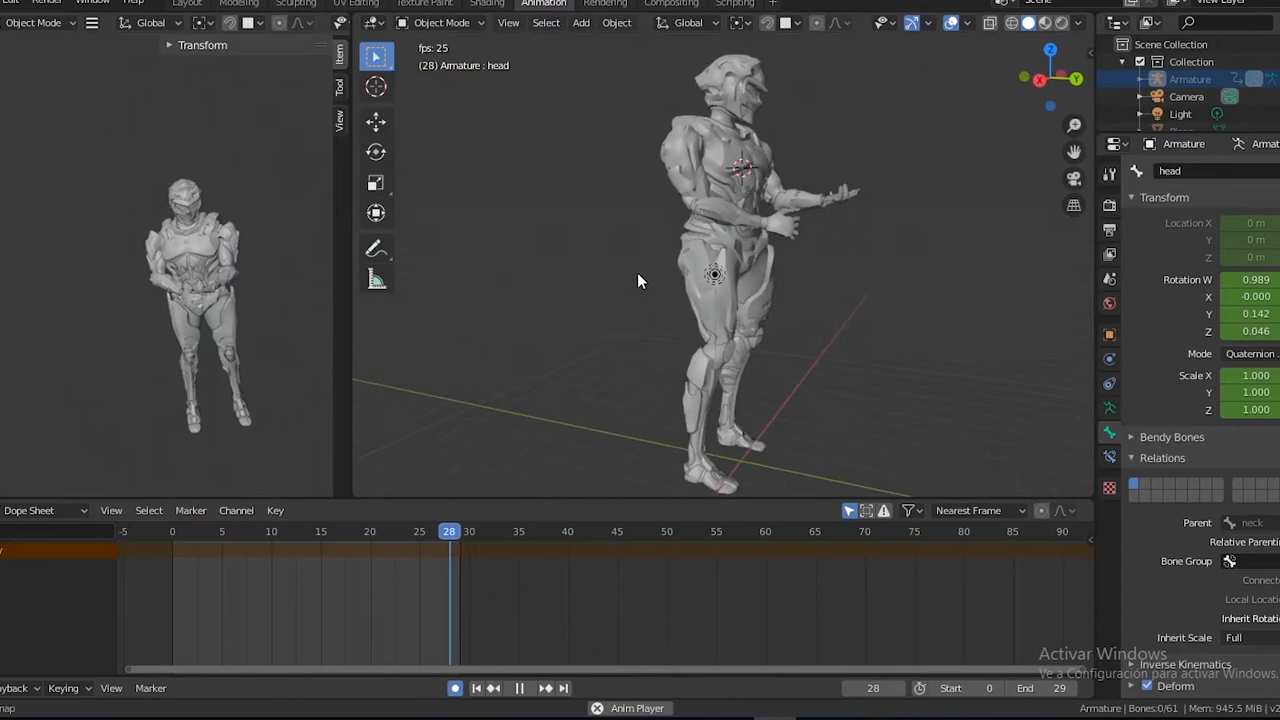 Edit Render Window Help Layout Modeling Sculpting UV Editing Texture Paint Shading Animation Rendering Compositing Scripting + Scene View Layer
Object Mode Global
Object Mode View Select Add Object Global
Transform
Item
Tool
View
fps: 25
(28) Armature : head
Z
Y
X
Scene Collection
Collection
Armature
Camera
Light
Armature
head
Transform
Location X 0 m
Y 0 m
Z 0 m
Rotation W 0.989
X -0.000
Y 0.142
Z 0.046
Mode Quaternion
Scale X 1.000
Y 1.000
Z 1.000
Bendy Bones
Relations
Parent neck
Relative Parenti
Bone Group
Connecte
Local Locatio
Inherit Rotati
Inherit Scale Full
Inverse Kinematics
Deform
Dope Sheet View Select Marker Channel Key Nearest Frame
-5 0 5 10 15 20 25 28 30 35 40 45 50 55 60 65 70 75 80 85 90
Activar Windows
Ve a Configuración para activar Windows.
yback Keying View Marker 28 Start 0 End 29
nap Anim Player Armature | Bones:0/61 | Mem: 945.5 MiB | v2